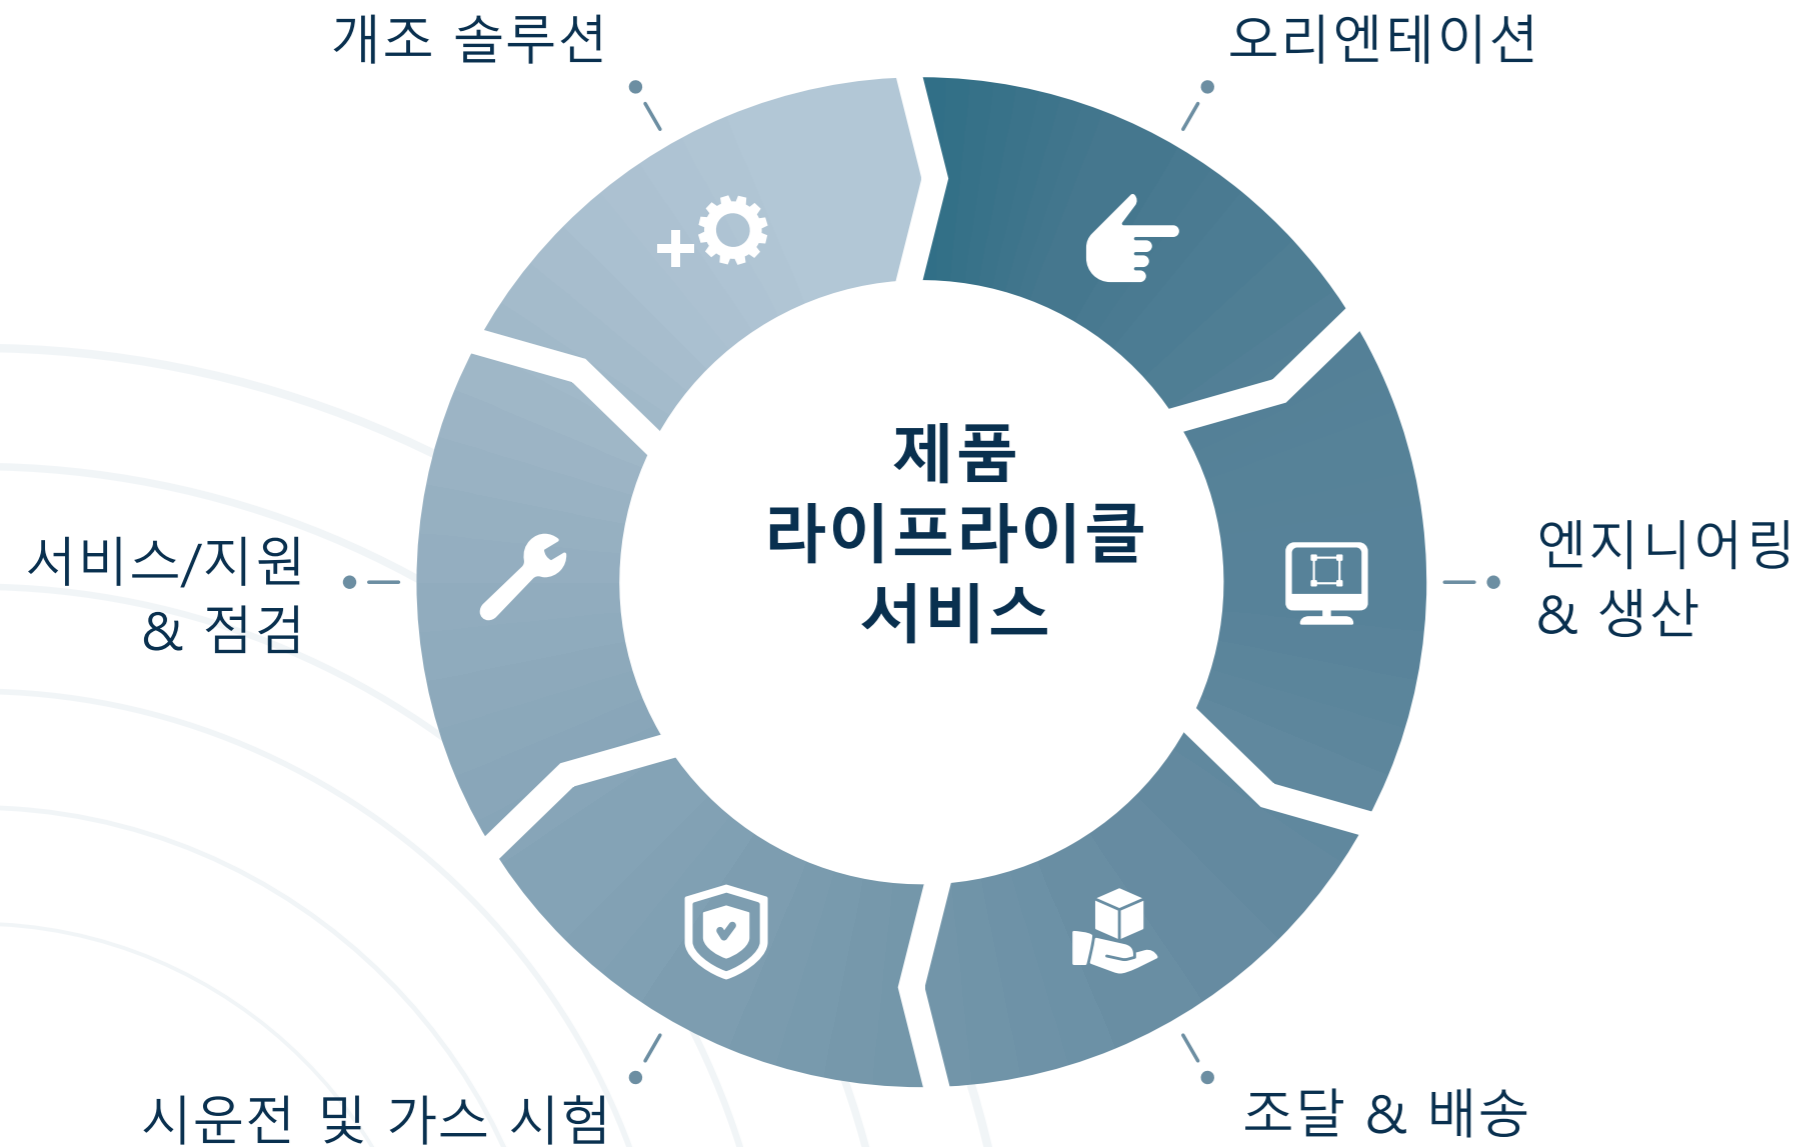 개조 솔루션
오리엔테이션
제품
라이프라이클
서비스
서비스/지원
& 점검
엔지니어링
& 생산
시운전 및 가스 시험
조달 & 배송